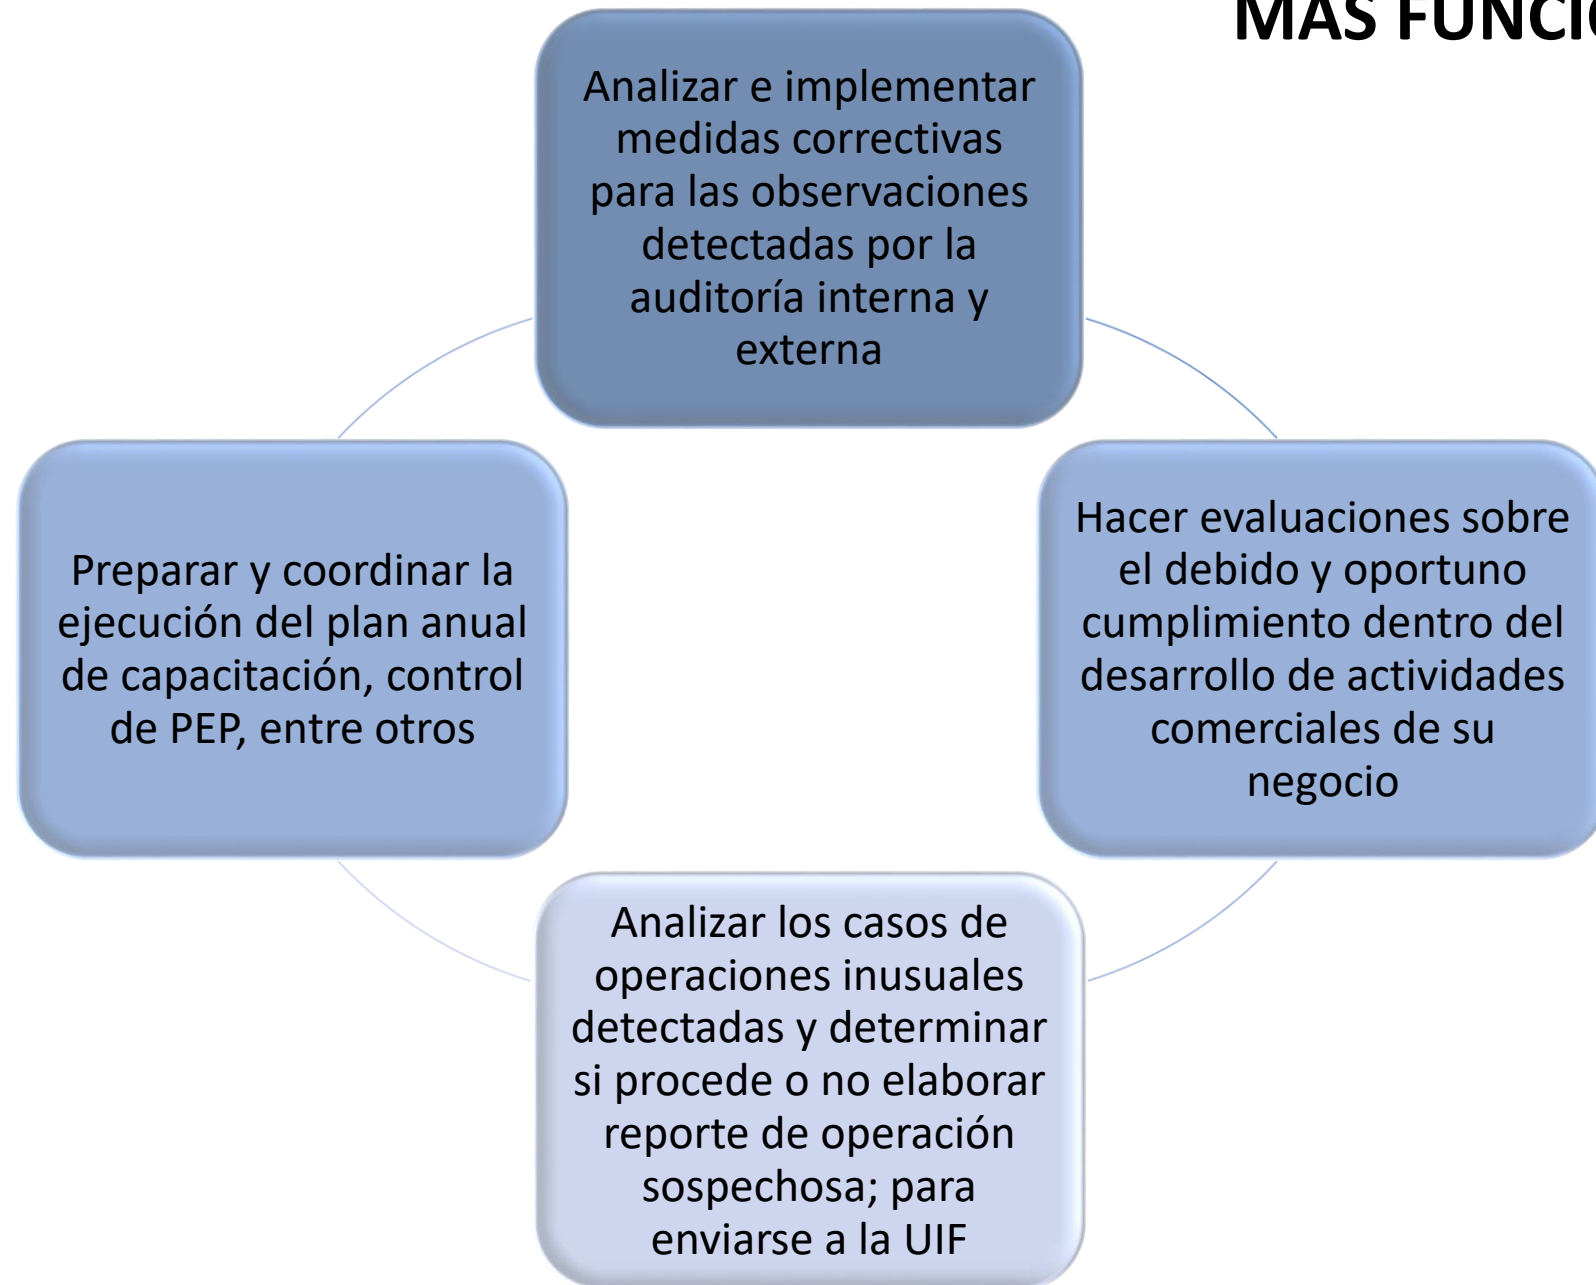 MAS FUNCIO
Analizar e implementar
medidas correctivas
para las observaciones
detectadas por la
auditoría interna y
externa
Hacer evaluaciones sobre
el debido y oportuno
cumplimiento dentro del
desarrollo de actividades
comerciales de su
negocio
Analizar los casos de
operaciones inusuales
detectadas y determinar
si procede o no elaborar
reporte de operación
sospechosa; para
enviarse a la UIF
Preparar y coordinar la
ejecución del plan anual
de capacitación, control
de PEP, entre otros